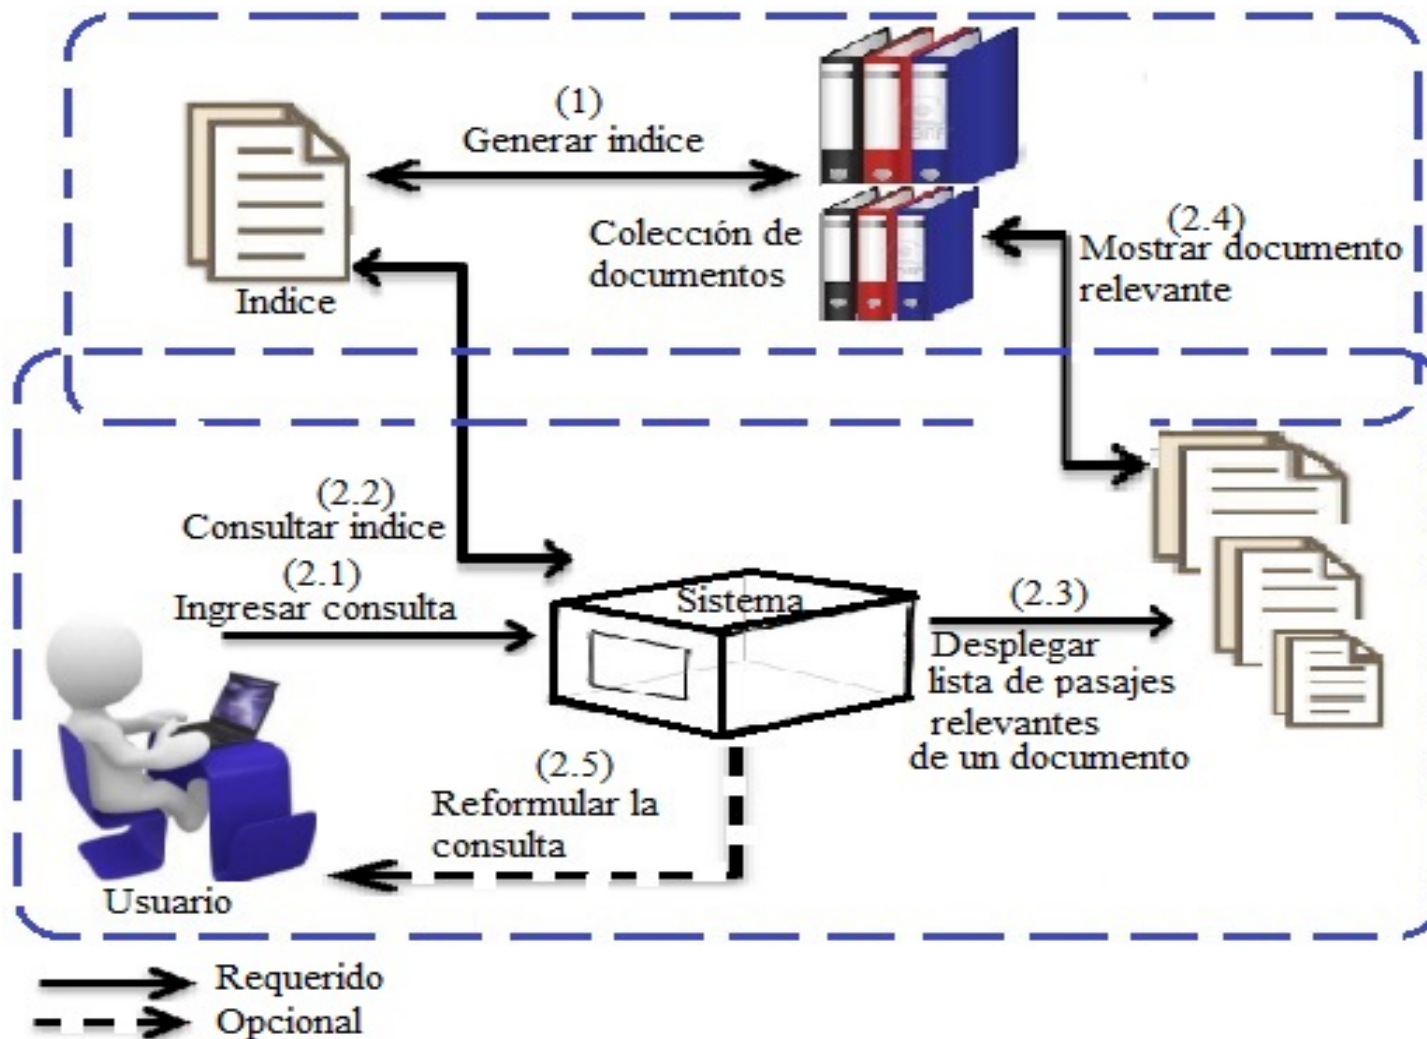 (1)
Generar indice
Colección de
documentos
(2.4)
Mostrar documento
relevante
Indice
(2.2)
Consultar indice
(2.1)
Ingresar consulta
Sistema
(2.3)
Desplegar
lista de pasajes
relevantes
de un documento
(2.5)
Reformular la
consulta
Usuario
Requerido
Opcional